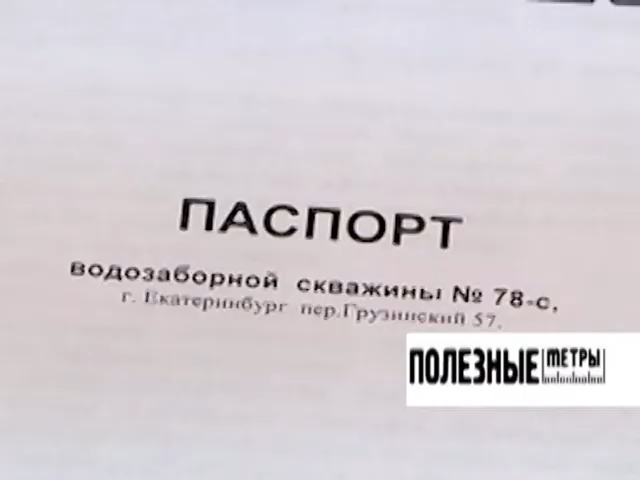 ПАСПОРТ
водозаборной скважины № 78-с,
г. Екатеринбург пер.Грузинский 57.
ПОЛЕЗНЫЕ МЕТРЫ